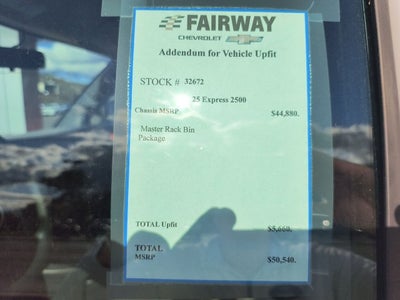 FAIRWAY
CHEVROLET
Addendum for Vehicle Upfit
STOCK # 32672
25 Express 2500
Chassis MSRP $44,880.
Master Rack Bin
Package
TOTAL Upfit $5,660.
TOTAL
MSRP $50,540.